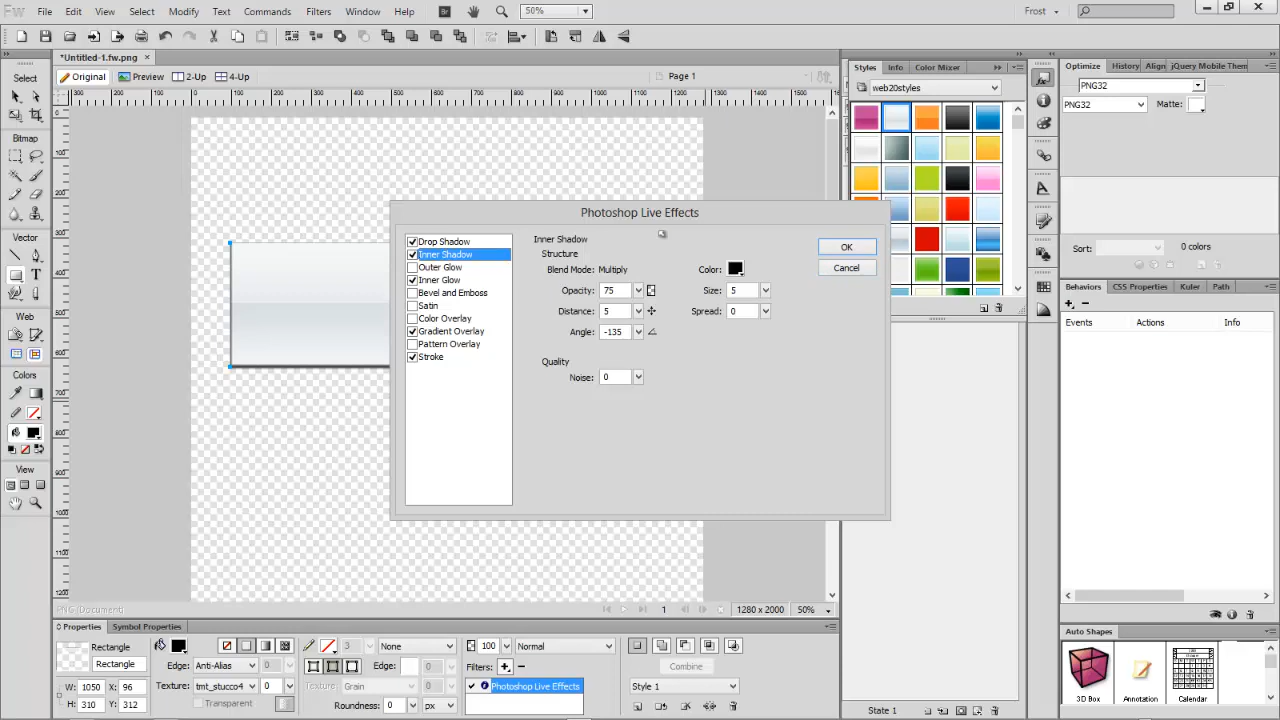 Fw File Edit View Select Modify Text Commands Filters Window Help Br 50% Frost
*Untitled-1.fw.png ×
Original Preview 2-Up 4-Up Page 1
Select
Bitmap
Vector
Web
Colors
View
Photoshop Live Effects
Drop Shadow
Inner Shadow
Outer Glow
Inner Glow
Bevel and Emboss
Satin
Color Overlay
Gradient Overlay
Pattern Overlay
Stroke
Inner Shadow
Structure
Blend Mode: Multiply Color:
Opacity: 75 Size: 5
Distance: 5 Spread: 0
Angle: -135
Quality
Noise: 0
OK
Cancel
Styles Info Color Mixer
web20styles
Optimize History Align jQuery Mobile Them
PNG32
PNG32 Matte:
Sort: 0 colors
Behaviors CSS Properties Kuler Path
Events Actions Info
Auto Shapes
3D Box Annotation Calendar
State 1
PNG (Document) 1 1280 x 2000 50%
Properties Symbol Properties
Rectangle
Rectangle
W: 1050 X: 96
H: 310 Y: 312
Edge: Anti-Alias 0
Texture: tmt_stucco4 0
Transparent
3 None
Edge: 0
Texture: Grain 0
Roundness: 0 px
100 Normal
Filters:
Photoshop Live Effects
Combine
Style 1